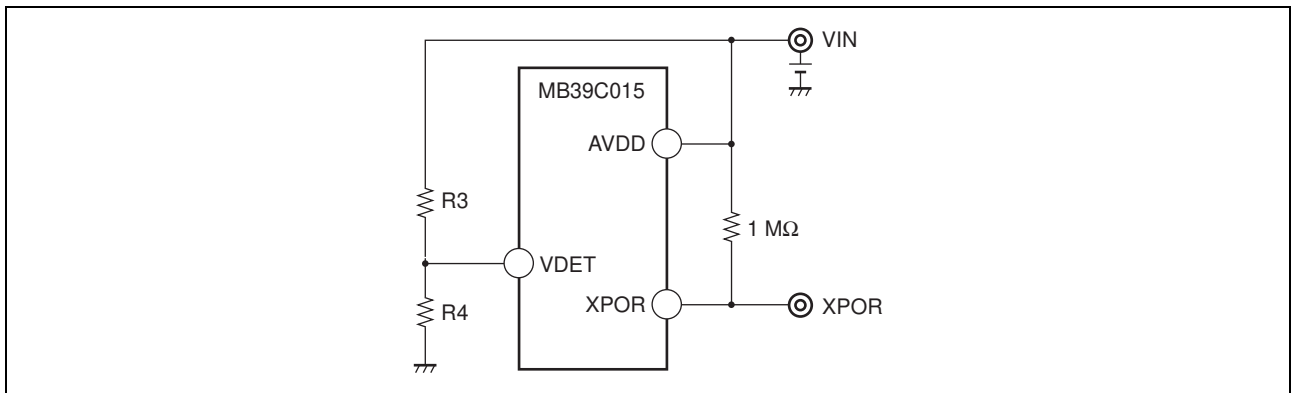 VIN
MB39C015
AVDD
R3
1 MΩ
VDET
XPOR
XPOR
R4